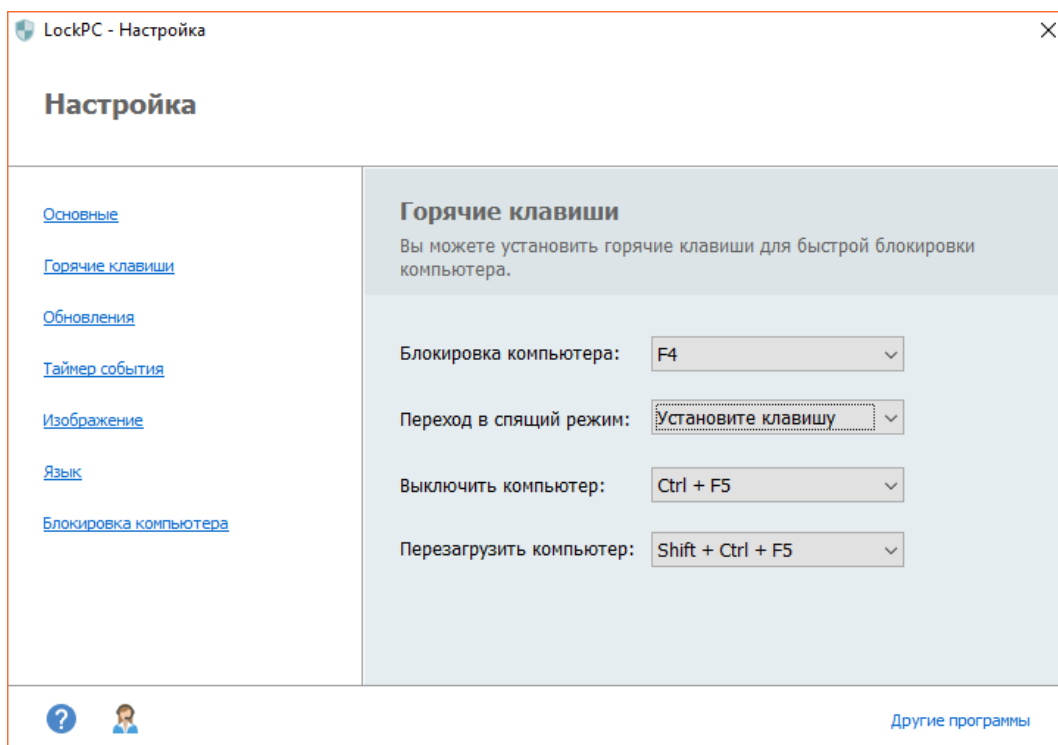 LockPC - Настройка
Настройка
Основные
Горячие клавиши
Обновления
Таймер события
Изображение
Язык
Блокировка компьютера
Горячие клавиши
Вы можете установить горячие клавиши для быстрой блокировки
компьютера.
Блокировка компьютера: F4
Переход в спящий режим: Установите клавишу
Выключить компьютер: Ctrl + F5
Перезагрузить компьютер: Shift + Ctrl + F5
?
Другие программы